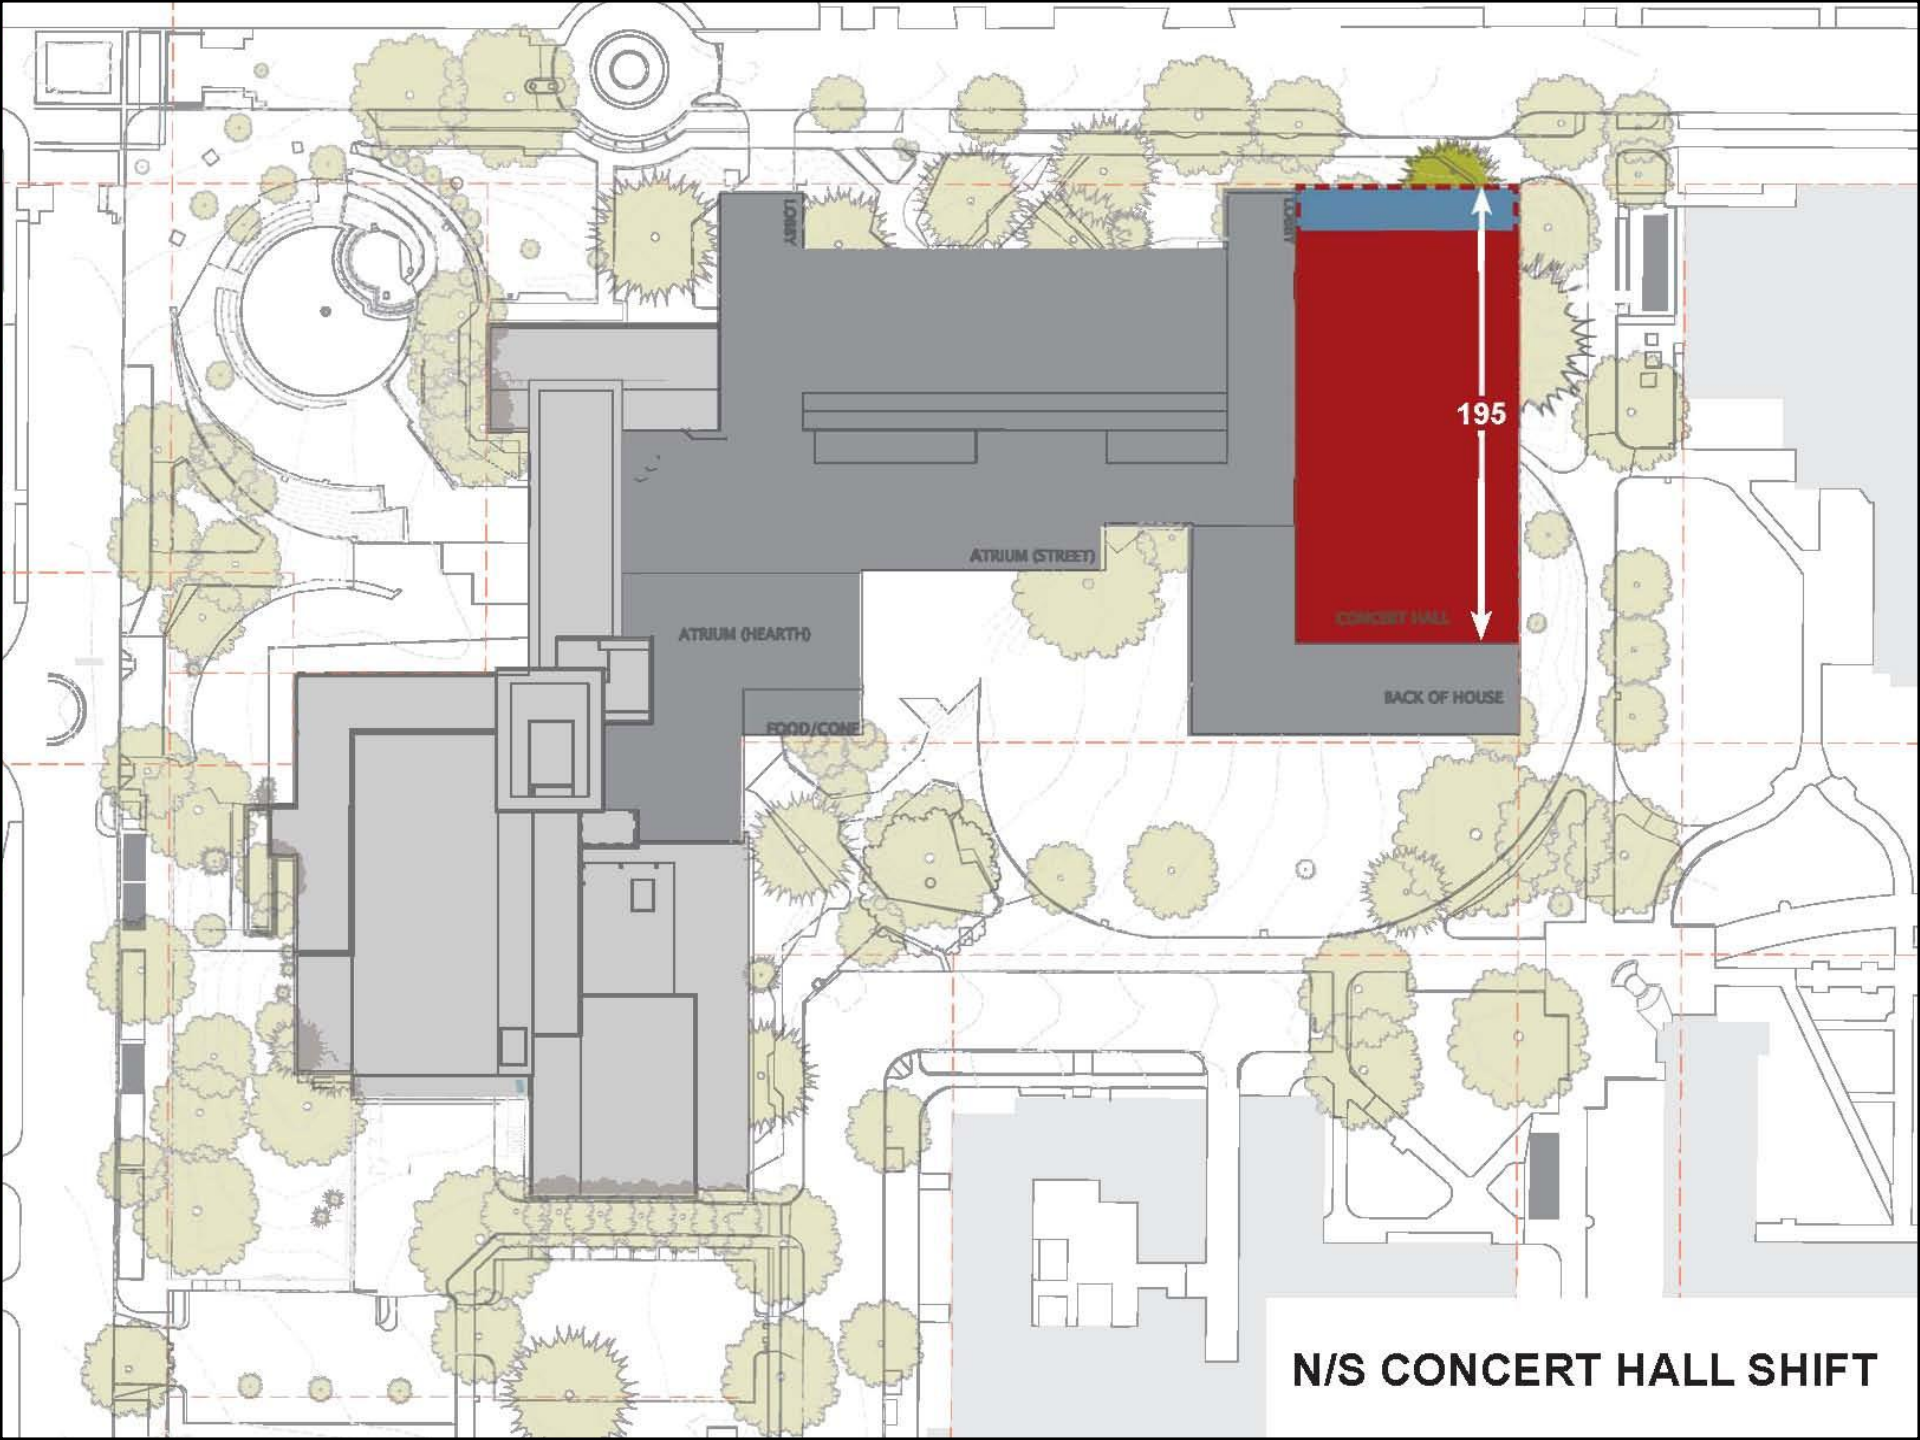 LOBBY
LOBBY
195
ATRIUM (STREET)
CONCERT HALL
ATRIUM (HEARTH)
BACK OF HOUSE
FOOD/CONF
N/S CONCERT HALL SHIFT